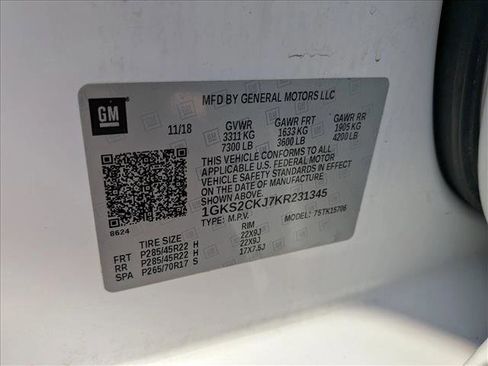 GM
MFD BY GENERAL MOTORS LLC
11/18 GVWR GAWR FRT GAWR RR
3311 KG 1633 KG 1905 KG
7300 LB 3600 LB 4200 LB
THIS VEHICLE CONFORMS TO ALL
APPLICABLE U.S. FEDERAL MOTOR
VEHICLE SAFETY STANDARDS IN EFFECT
ON THE DATE OF MANUFACTURE.
1GKS2CKJ7KR231345
8624 TYPE: M.P.V. MODEL: 75TK15706
TIRE SIZE RIM
FRT P285/45R22 H 22X9J
RR P285/45R22 H 22X9J
SPA P265/70R17 S 17X7.5J